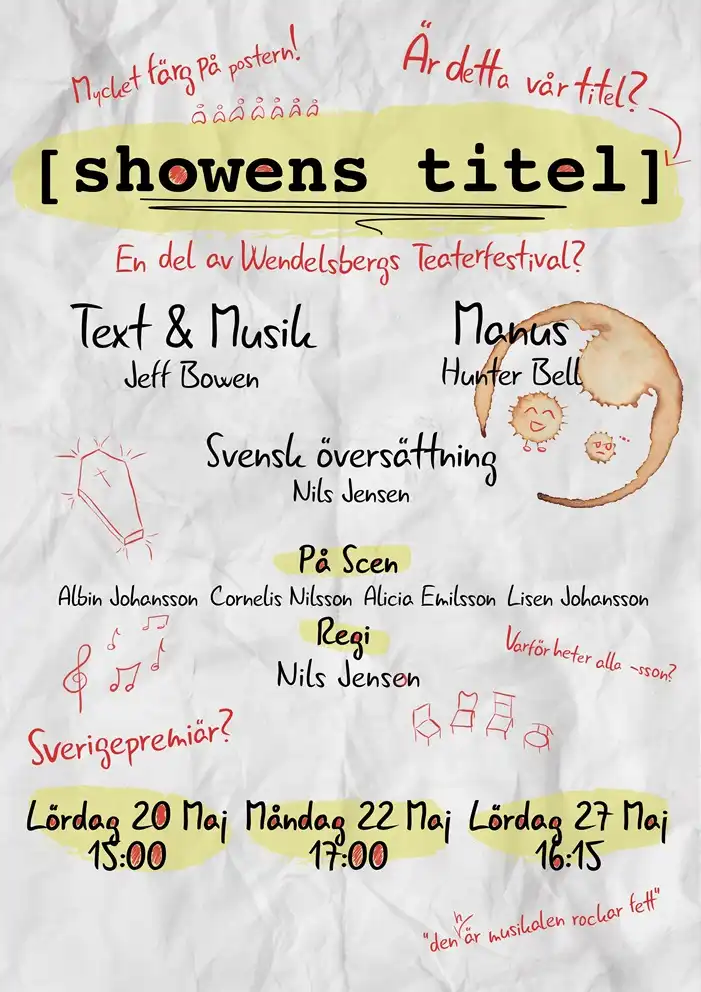 Mycket färg på postern!
Är detta vår titel?
[showens titel]
En del av Wendelsbergs Teaterfestival?
Text & Musik
Jeff Bowen
Manus
Hunter Bell
Svensk översättning
Nils Jensen
På Scen
Albin Johansson Cornelis Nilsson Alicia Emilsson Lisen Johansson
Regi
Nils Jensen
Varför heter alla -sson?
Sverigepremiär?
Lördag 20 Maj
15:00
Måndag 22 Maj
17:00
Lördag 27 Maj
16:15
"den här musikalen rockar fett"